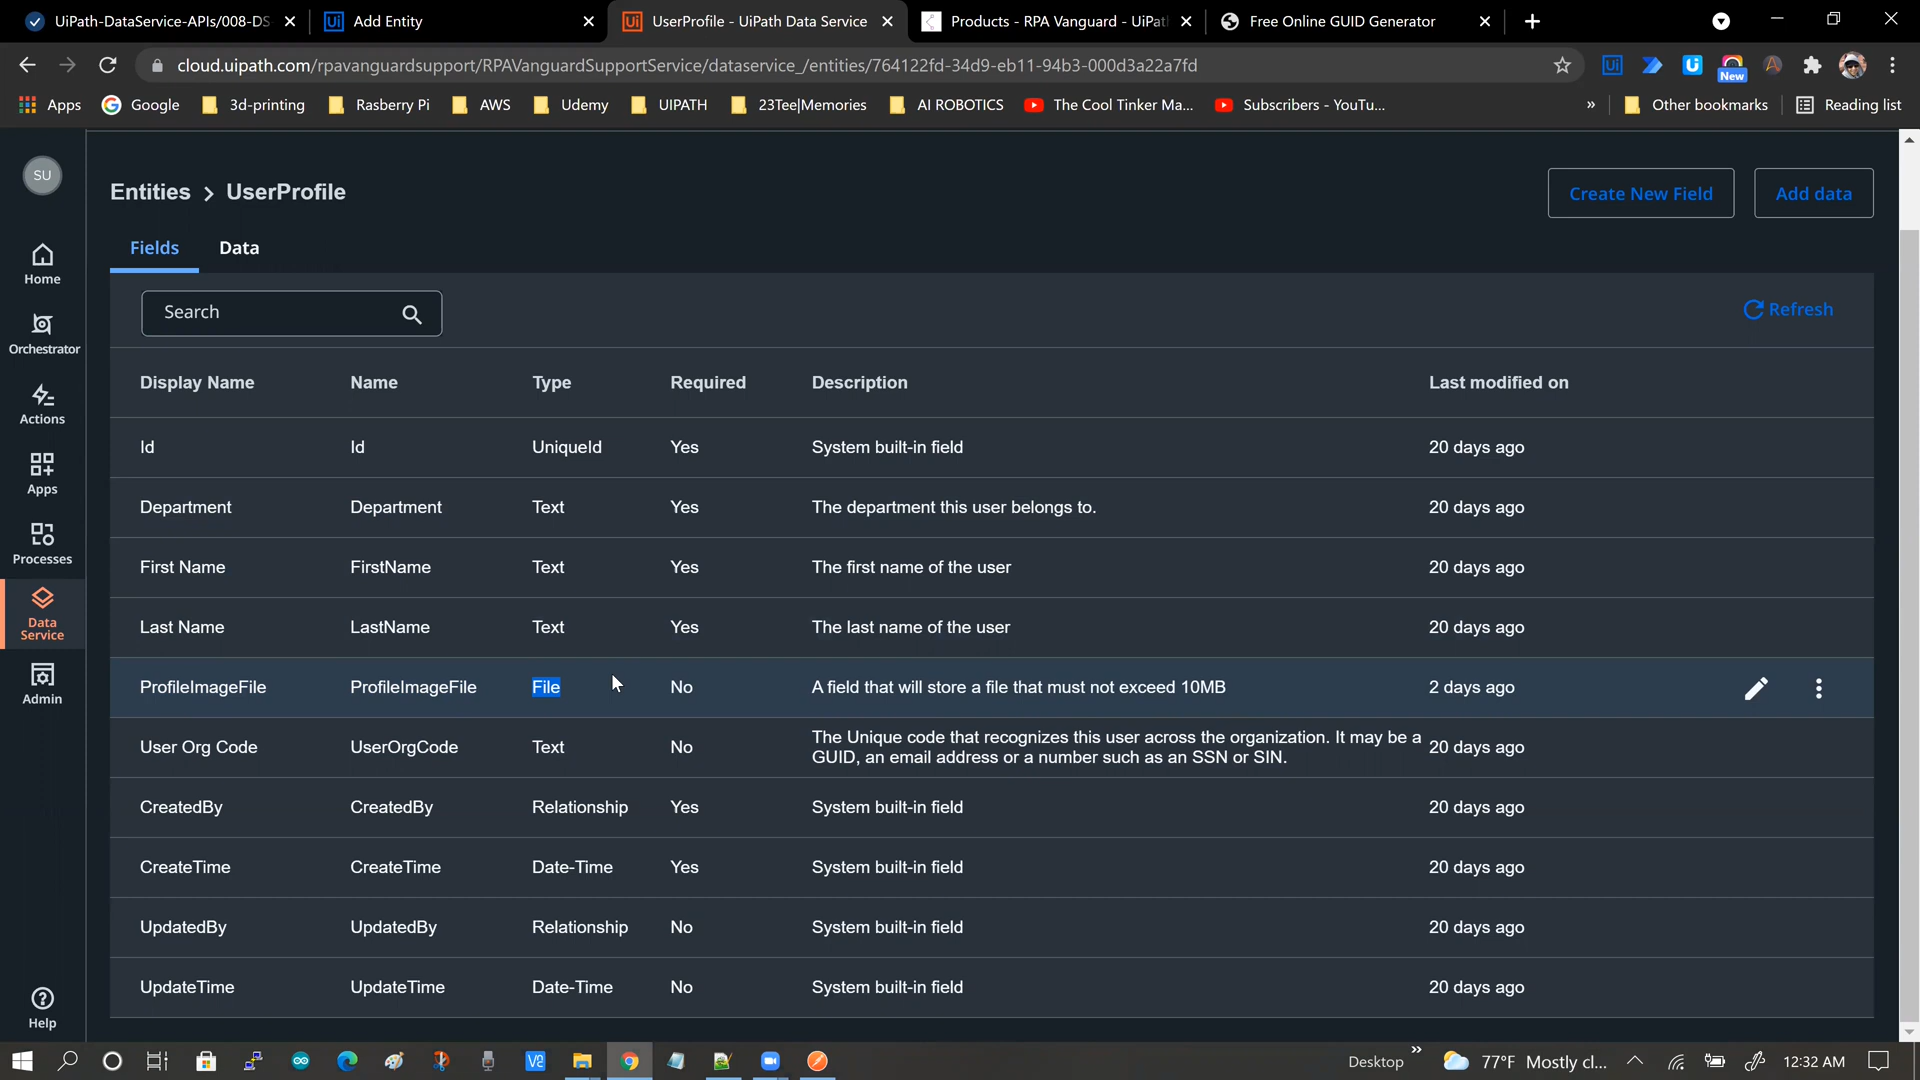 UiPath-DataService-APIs/008-DS
Add Entity
UserProfile - UiPath Data Service
Products - RPA Vanguard - UiPat
Free Online GUID Generator
cloud.uipath.com/rpavanguardsupport/RPAVanguardSupportService/dataservice_/entities/764122fd-34d9-eb11-94b3-000d3a22a7fd
New
Apps
Google
3d-printing
Rasberry Pi
AWS
Udemy
UIPATH
23Tee|Memories
AI ROBOTICS
The Cool Tinker Ma...
Subscribers - YouTu...
»
Other bookmarks
Reading list
SU
Entities > UserProfile
Create New Field
Add data
Fields
Data
Search
Refresh
Home
Orchestrator
Actions
Apps
Processes
Data
Service
Admin
Help
Display Name Name Type Required Description Last modified on
Id Id UniqueId Yes System built-in field 20 days ago
Department Department Text Yes The department this user belongs to. 20 days ago
First Name FirstName Text Yes The first name of the user 20 days ago
Last Name LastName Text Yes The last name of the user 20 days ago
ProfileImageFile ProfileImageFile File No A field that will store a file that must not exceed 10MB 2 days ago
User Org Code UserOrgCode Text No The Unique code that recognizes this user across the organization. It may be a 20 days ago
GUID, an email address or a number such as an SSN or SIN.
CreatedBy CreatedBy Relationship Yes System built-in field 20 days ago
CreateTime CreateTime Date-Time Yes System built-in field 20 days ago
UpdatedBy UpdatedBy Relationship No System built-in field 20 days ago
UpdateTime UpdateTime Date-Time No System built-in field 20 days ago
Desktop
»
77°F Mostly cl...
12:32 AM